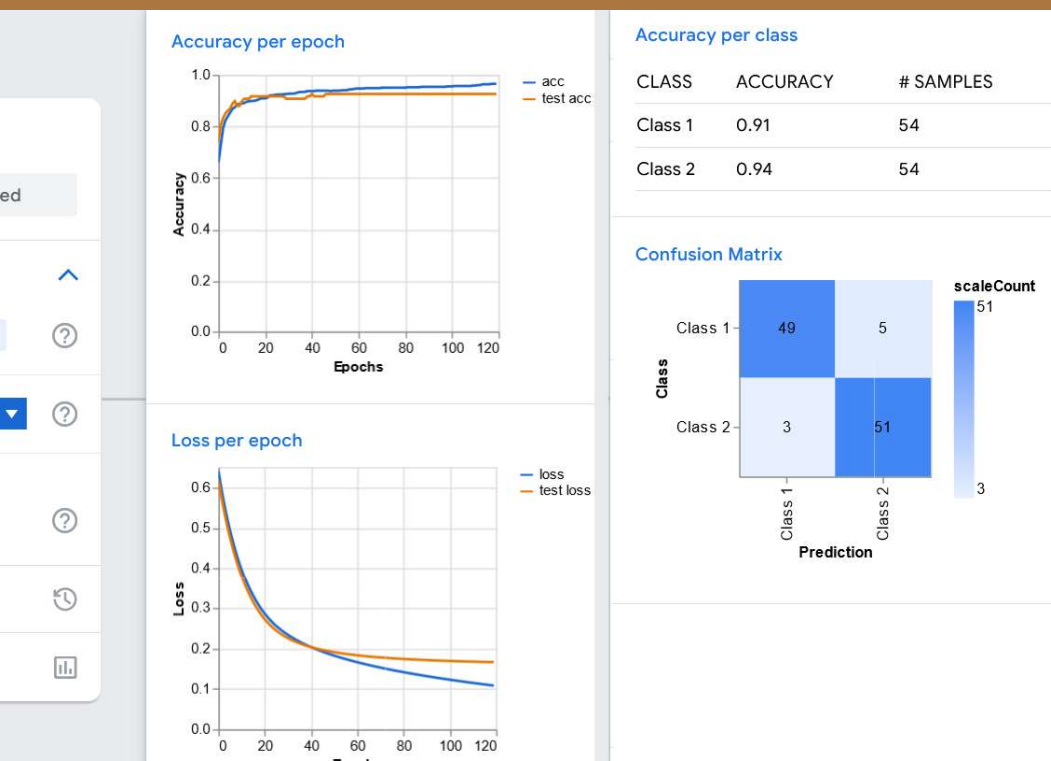 ed
Accuracy per epoch
1.0
0.8
0.6
0.4
0.2
0.0
Accuracy
0 20 40 60 80 100 120
Epochs
acc
test acc
Loss per epoch
0.6
0.5
0.4
0.3
0.2
0.1
0.0
Loss
0 20 40 60 80 100 120
loss
test loss
Accuracy per class
CLASS ACCURACY # SAMPLES
Class 1 0.91 54
Class 2 0.94 54
Confusion Matrix
Class
Class 1 49 5
Class 2 3 51
Class 1 Class 2
Prediction
scaleCount
51
3